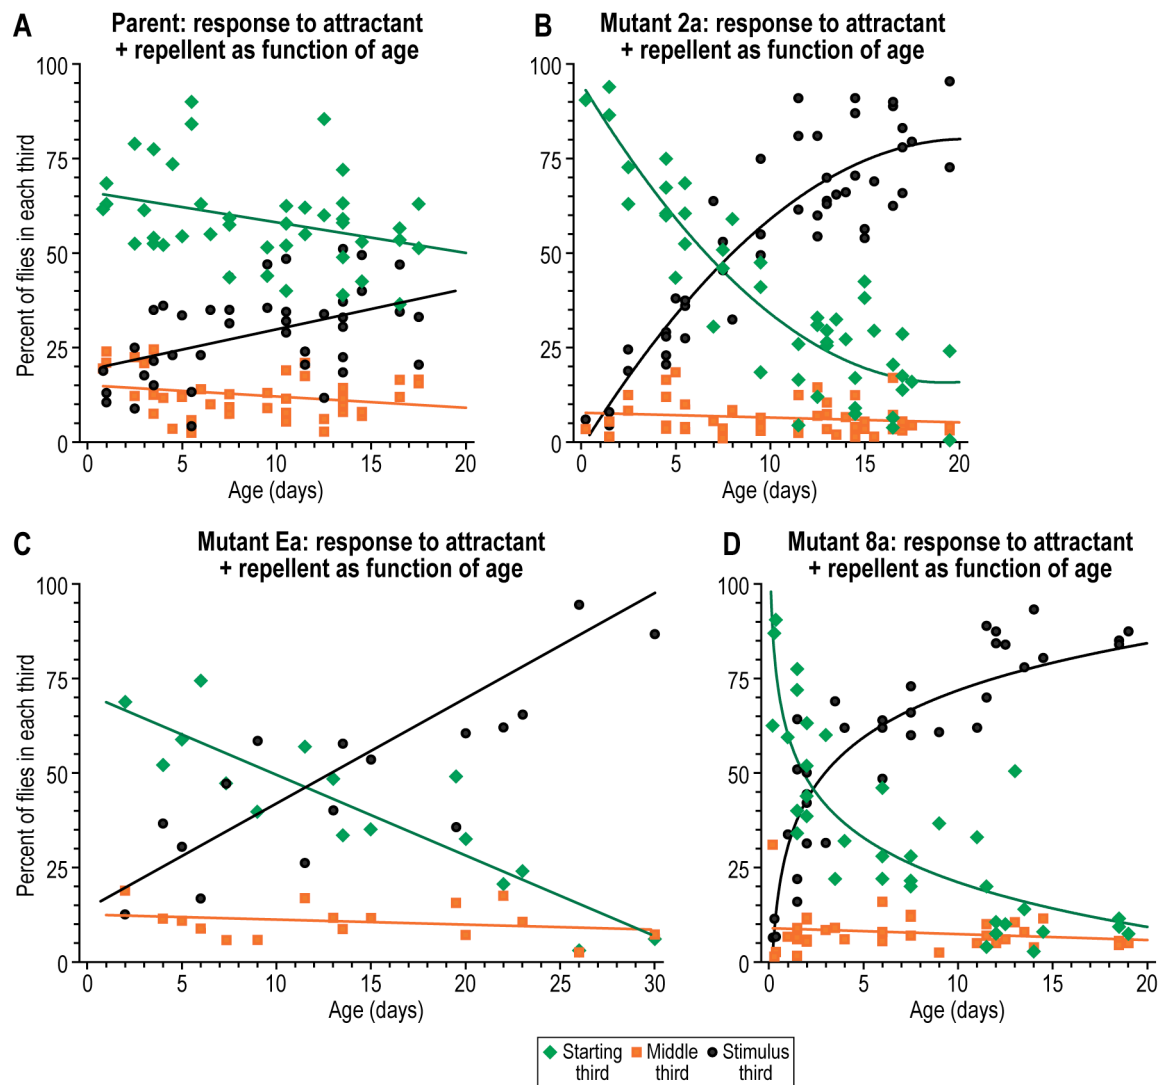 A
Parent: response to attractant
+ repellent as function of age
Percent of flies in each third
100
75
50
25
0
0 5 10 15 20
Age (days)
B
Mutant 2a: response to attractant
+ repellent as function of age
100
75
50
25
0
0 5 10 15 20
Age (days)
C
Mutant Ea: response to attractant
+ repellent as function of age
Percent of flies in each third
100
75
50
25
0
0 5 10 15 20 25 30
Age (days)
D
Mutant 8a: response to attractant
+ repellent as function of age
100
75
50
25
0
0 5 10 15 20
Age (days)
Starting third
Middle third
Stimulus third